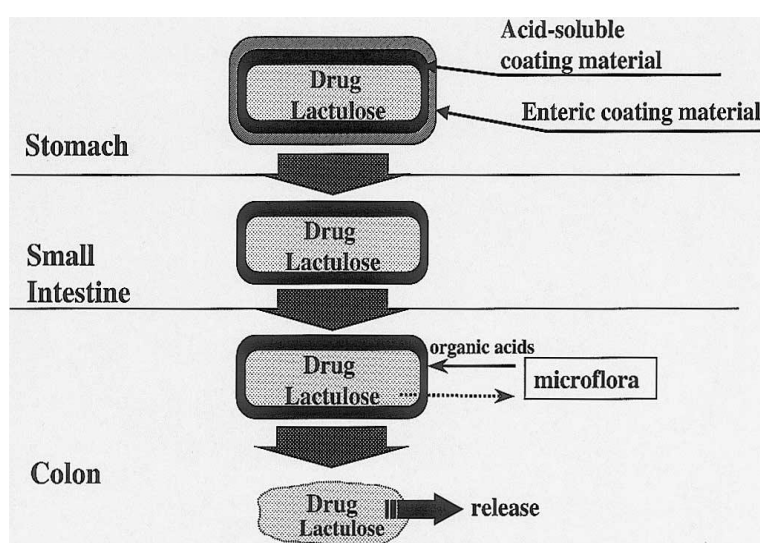 Acid-soluble
coating material
Drug
Lactulose
Enteric coating material
Stomach
Drug
Lactulose
Small
Intestine
organic acids
Drug
Lactulose
microflora
Colon
Drug
Lactulose
release